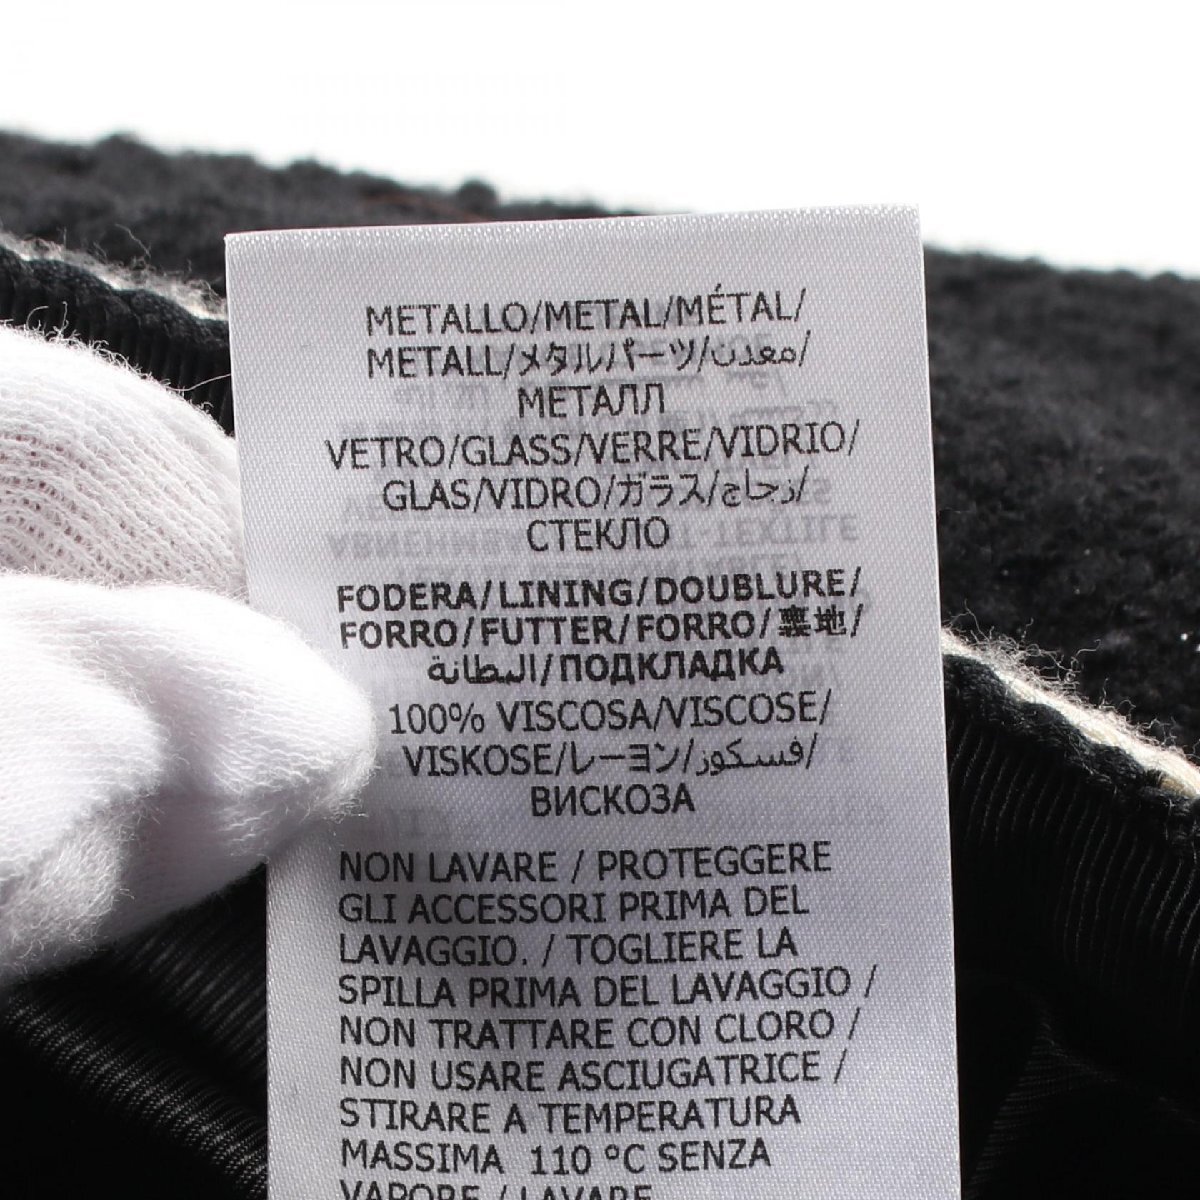 METALLO/METAL/MÉTAL/
METALL/メタルパーツ/معدن/
МЕТАЛЛ
VETRO/GLASS/VERRE/VIDRIO/
GLAS/VIDRO/ガラス/زجاج/
СТЕКЛО
FODERA/LINING/DOUBLURE/
FORRO/FUTTER/FORRO/裏地/
البطانة/ПОДКЛАДКА
100% VISCOSA/VISCOSE/
VISKOSE/レーヨン/فسكوز/
ВИСКОЗА
NON LAVARE / PROTEGGERE
GLI ACCESSORI PRIMA DEL
LAVAGGIO. / TOGLIERE LA
SPILLA PRIMA DEL LAVAGGIO /
NON TRATTARE CON CLORO /
NON USARE ASCIUGATRICE /
STIRARE A TEMPERATURA
MASSIMA 110 °C SENZA
VAPORE / LAVARE